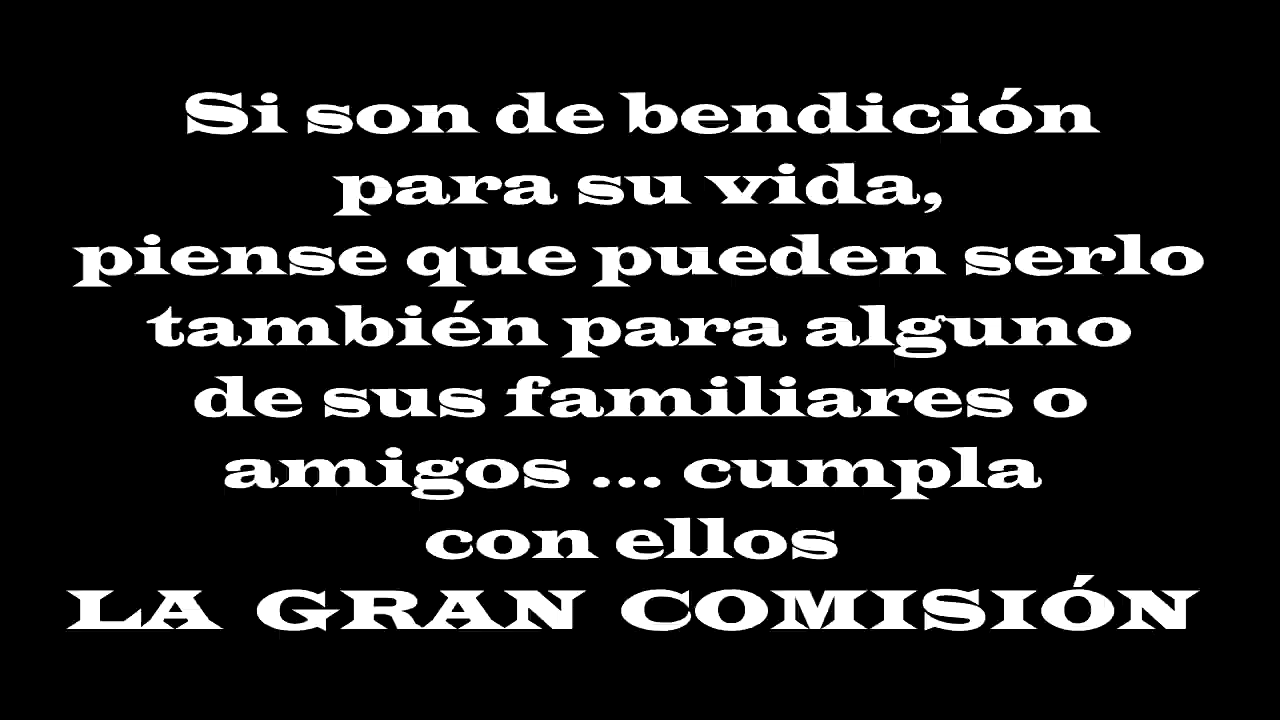 Si son de bendición
para su vida,
piense que pueden serlo
también para alguno
de sus familiares o
amigos ... cumpla
con ellos
LA GRAN COMISIÓN